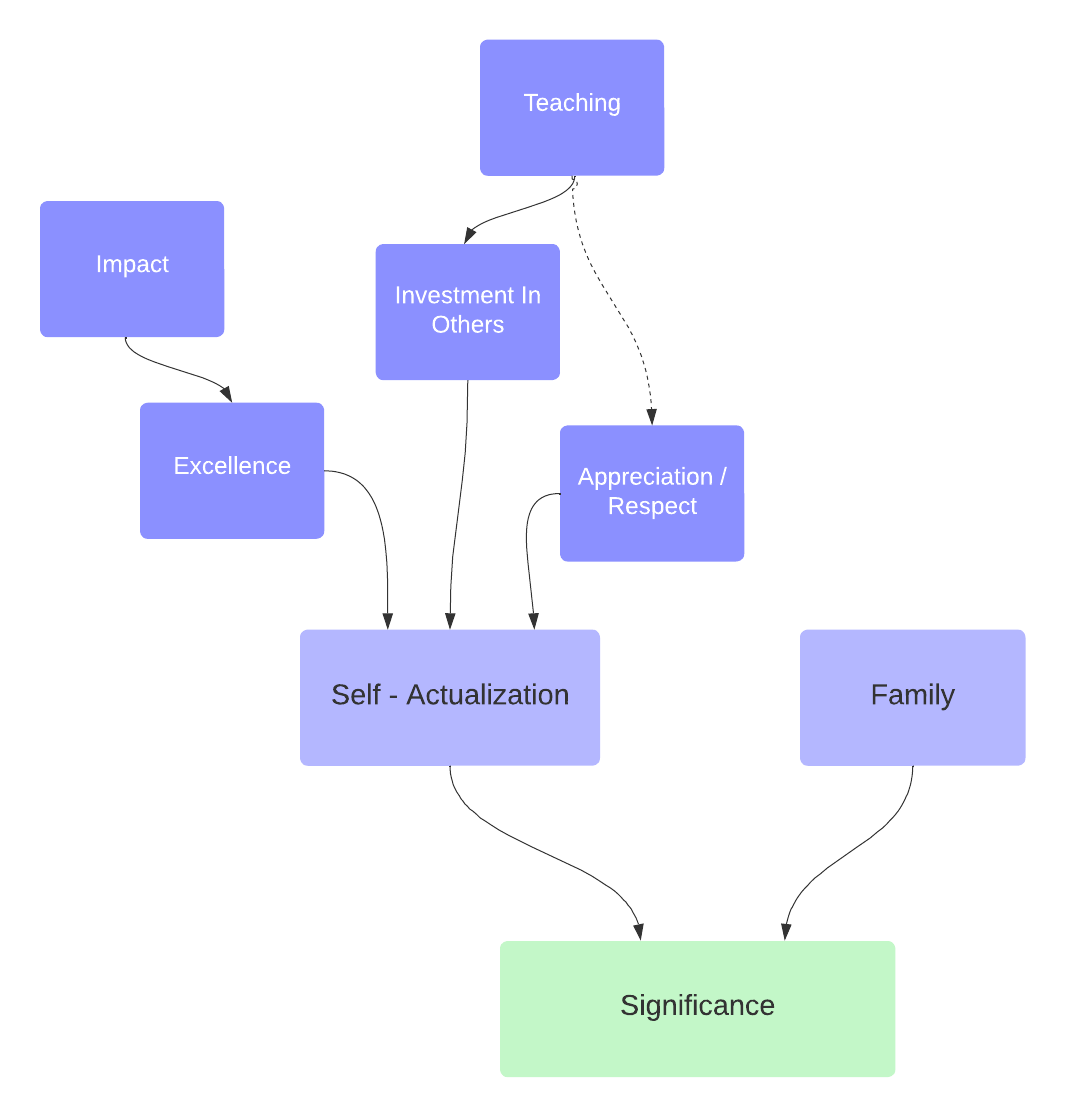 Teaching
Impact
Investment In
Others
Excellence
Appreciation /
Respect
Self - Actualization
Family
Significance